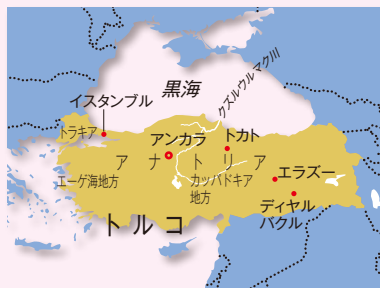 黒海
クズルウルマク川
イスタンブル
トラキア
アンカラ
トカト
アナトリア
エーゲ海地方
カッパドキア
地方
エラズー
ディヤル
バクル
トルコ